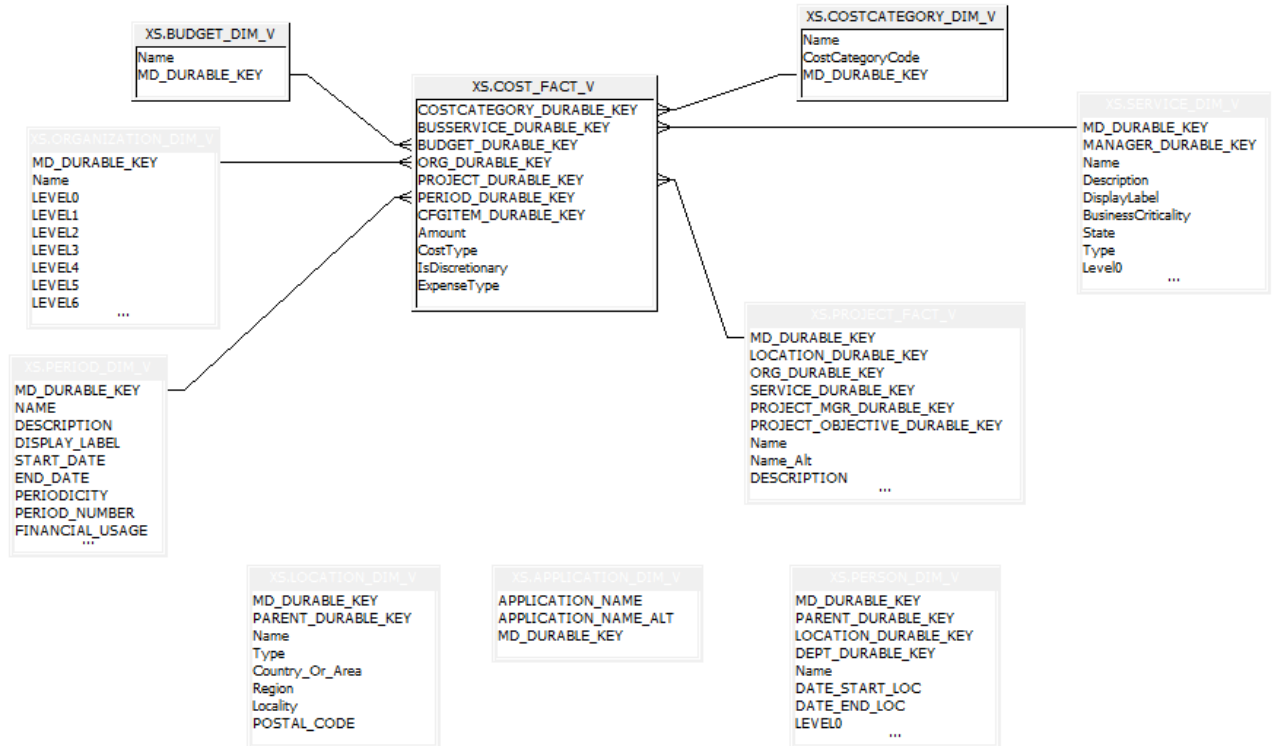 XS.BUDGET_DIM_V
Name
MD_DURABLE_KEY
XS.COSTCATEGORY_DIM_V
Name
CostCategoryCode
MD_DURABLE_KEY
XS.COST_FACT_V
COSTCATEGORY_DURABLE_KEY
BUSSERVICE_DURABLE_KEY
BUDGET_DURABLE_KEY
ORG_DURABLE_KEY
PROJECT_DURABLE_KEY
PERIOD_DURABLE_KEY
CFGITEM_DURABLE_KEY
Amount
CostType
IsDiscretionary
ExpenseType
XS.ORGANIZATION_DIM_V
MD_DURABLE_KEY
Name
LEVEL0
LEVEL1
LEVEL2
LEVEL3
LEVEL4
LEVEL5
LEVEL6
...
XS.SERVICE_DIM_V
MD_DURABLE_KEY
MANAGER_DURABLE_KEY
Name
Description
DisplayLabel
BusinessCriticality
State
Type
Level0
...
XS.PERIOD_DIM_V
MD_DURABLE_KEY
NAME
DESCRIPTION
DISPLAY_LABEL
START_DATE
END_DATE
PERIODICITY
PERIOD_NUMBER
FINANCIAL_USAGE
...
XS.PROJECT_FACT_V
MD_DURABLE_KEY
LOCATION_DURABLE_KEY
ORG_DURABLE_KEY
SERVICE_DURABLE_KEY
PROJECT_MGR_DURABLE_KEY
PROJECT_OBJECTIVE_DURABLE_KEY
Name
Name_Alt
DESCRIPTION
...
XS.LOCATION_DIM_V
MD_DURABLE_KEY
PARENT_DURABLE_KEY
Name
Type
Country_Or_Area
Region
Locality
POSTAL_CODE
XS.APPLICATION_DIM_V
APPLICATION_NAME
APPLICATION_NAME_ALT
MD_DURABLE_KEY
XS.PERSON_DIM_V
MD_DURABLE_KEY
PARENT_DURABLE_KEY
LOCATION_DURABLE_KEY
DEPT_DURABLE_KEY
Name
DATE_START_LOC
DATE_END_LOC
LEVEL0
...